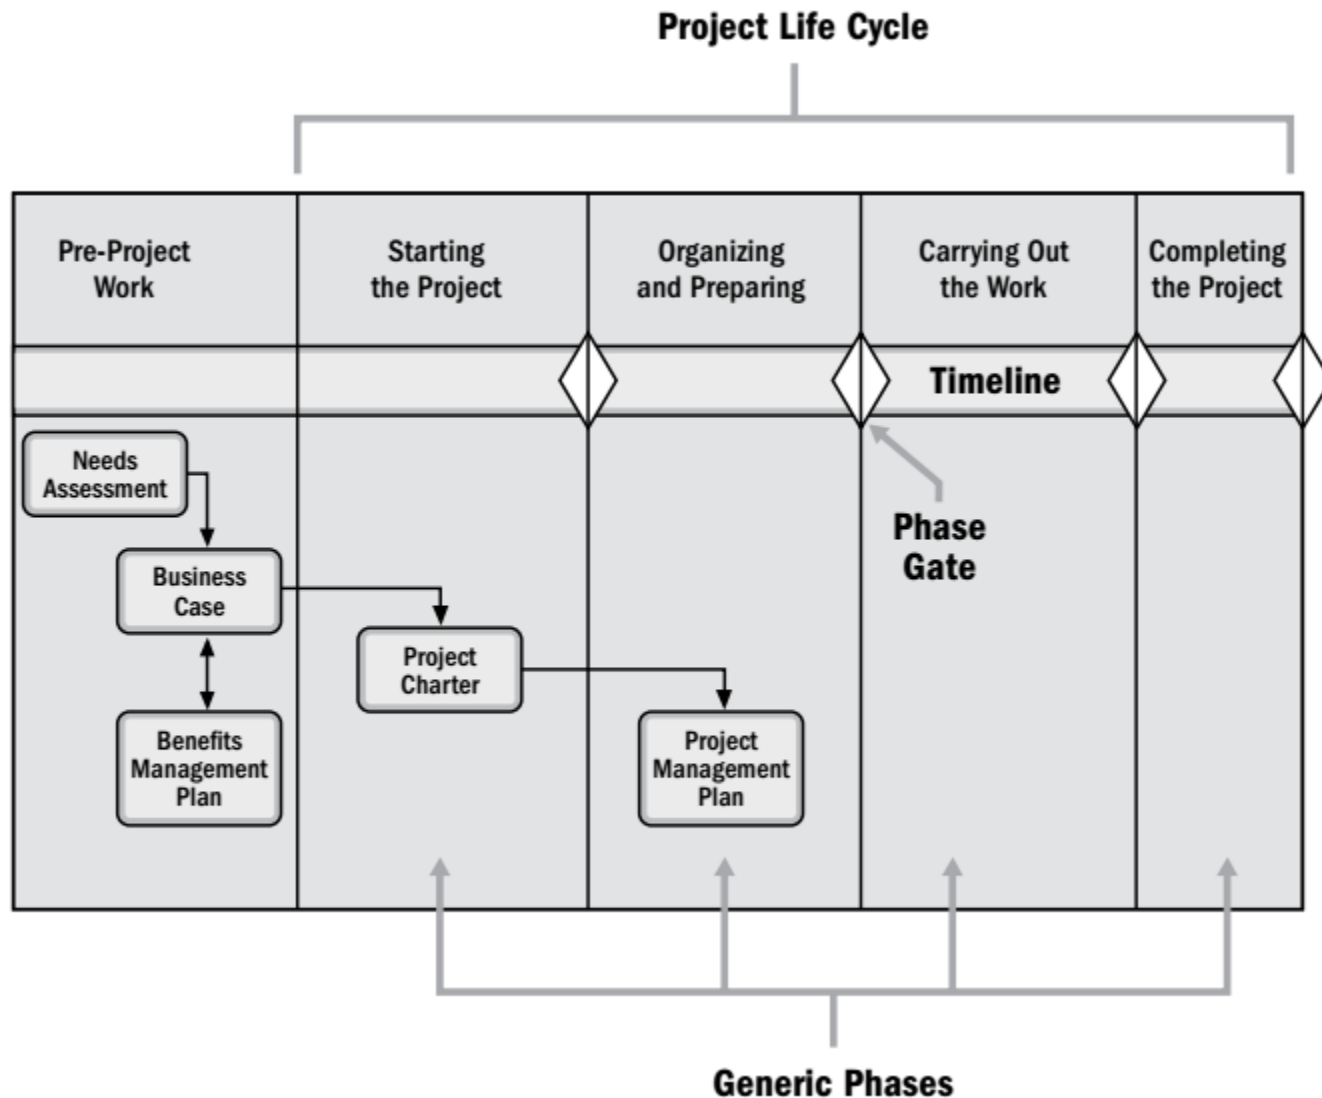 Project Life Cycle
Pre-Project
Work
Starting
the Project
Organizing
and Preparing
Carrying Out
the Work
Completing
the Project
Timeline
Needs
Assessment
Business
Case
Benefits
Management
Plan
Project
Charter
Project
Management
Plan
Phase
Gate
Generic Phases